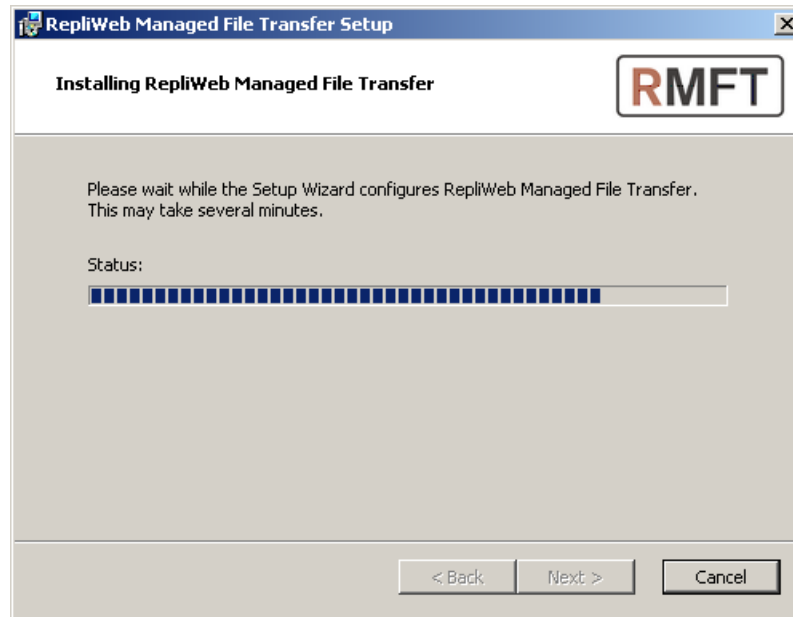 RepliWeb Managed File Transfer Setup
Installing RepliWeb Managed File Transfer
RMFT
Please wait while the Setup Wizard configures RepliWeb Managed File Transfer.
This may take several minutes.
Status:
< Back
Next >
Cancel